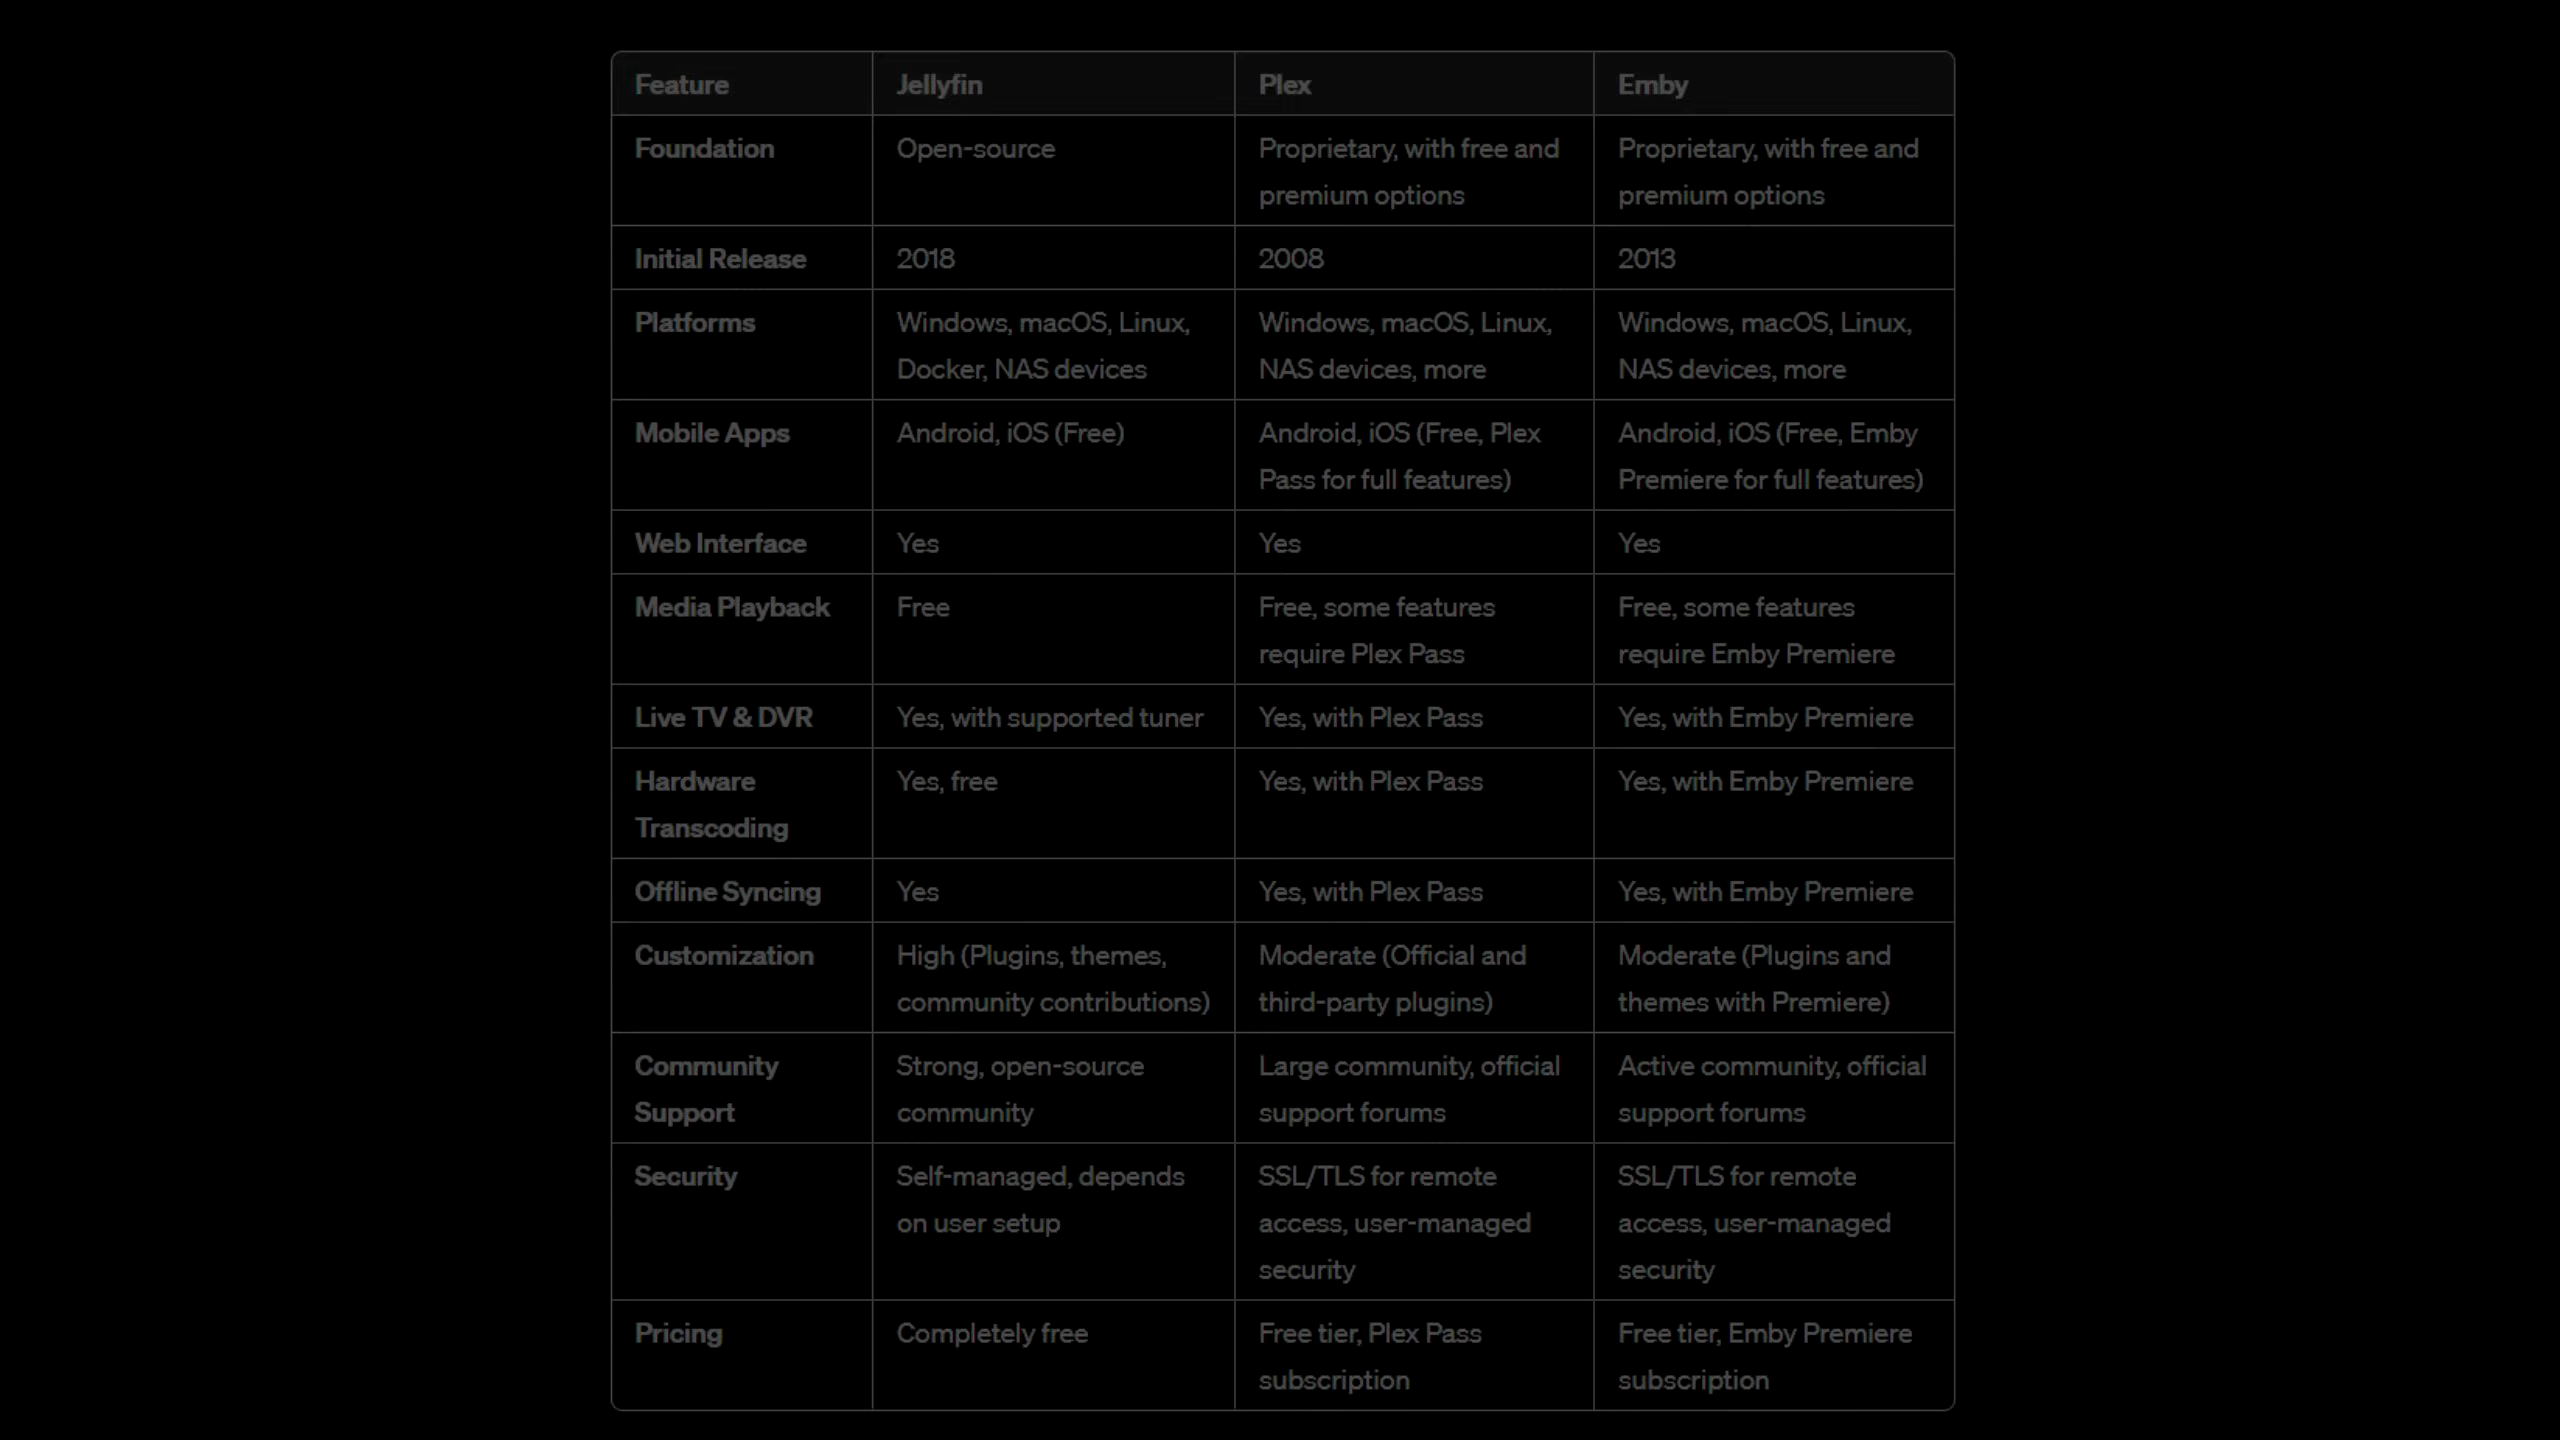 Feature Jellyfin Plex Emby
Foundation Open-source Proprietary, with free and Proprietary, with free and
premium options premium options
Initial Release 2018 2008 2013
Platforms Windows, macOS, Linux, Windows, macOS, Linux, Windows, macOS, Linux,
Docker, NAS devices NAS devices, more NAS devices, more
Mobile Apps Android, iOS (Free) Android, iOS (Free, Plex Android, iOS (Free, Emby
Pass for full features) Premiere for full features)
Web Interface Yes Yes Yes
Media Playback Free Free, some features Free, some features
require Plex Pass require Emby Premiere
Live TV & DVR Yes, with supported tuner Yes, with Plex Pass Yes, with Emby Premiere
Hardware Yes, free Yes, with Plex Pass Yes, with Emby Premiere
Transcoding
Offline Syncing Yes Yes, with Plex Pass Yes, with Emby Premiere
Customization High (Plugins, themes, Moderate (Official and Moderate (Plugins and
community contributions) third-party plugins) themes with Premiere)
Community Strong, open-source Large community, official Active community, official
Support community support forums support forums
Security Self-managed, depends SSL/TLS for remote SSL/TLS for remote
on user setup access, user-managed access, user-managed
security security
Pricing Completely free Free tier, Plex Pass Free tier, Emby Premiere
subscription subscription